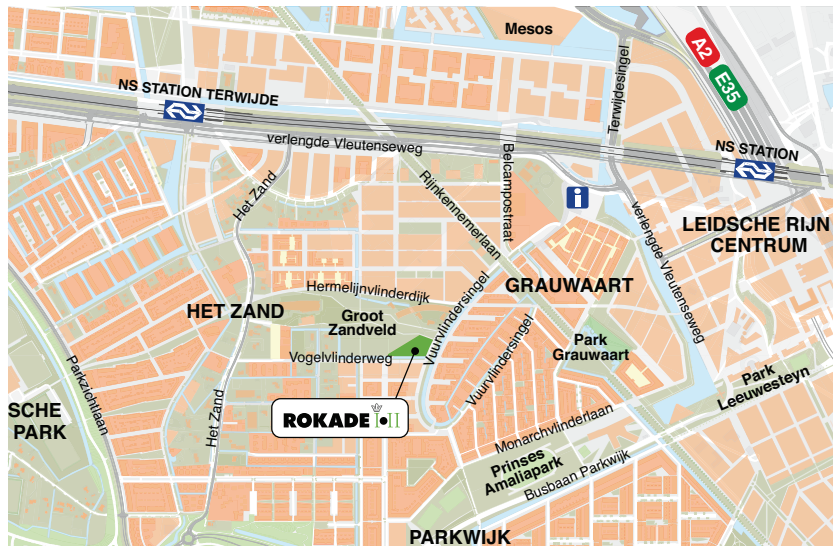 Mesos
A2
E35
Terwijdesingel
NS STATION TERWIJDE
verlengde Vleutenseweg
Belcampostraat
NS STATION
i
Het Zand
Rijnkennemerlaan
verlengde Vleutenseweg
LEIDSCHE RIJN
CENTRUM
Hermelijnvlinderdijk
GRAUWAART
HET ZAND
Groot
Zandveld
Vuurvlindersingel
Vuurvlindersingel
Park
Grauwaart
Vogelvlinderweg
Parkzichtlaan
Park
Leeuwesteyn
SCHE
PARK
Het Zand
ROKADE I•II
Monarchvlinderlaan
Prinses
Amaliapark
Busbaan Parkwijk
PARKWIJK